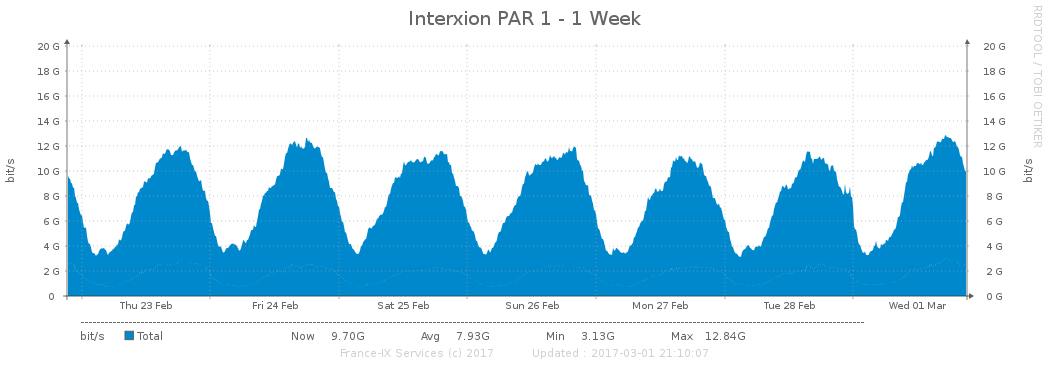 Interxion PAR 1 - 1 Week
RRDTOOL / TOBI OETIKER
bit/s
bit/s
20 G 20 G
18 G 18 G
16 G 16 G
14 G 14 G
12 G 12 G
10 G 10 G
8 G 8 G
6 G 6 G
4 G 4 G
2 G 2 G
0 0 G
Thu 23 Feb Fri 24 Feb Sat 25 Feb Sun 26 Feb Mon 27 Feb Tue 28 Feb Wed 01 Mar
bit/s Total Now 9.70G Avg 7.93G Min 3.13G Max 12.84G
France-IX Services (c) 2017 Updated : 2017-03-01 21:10:07